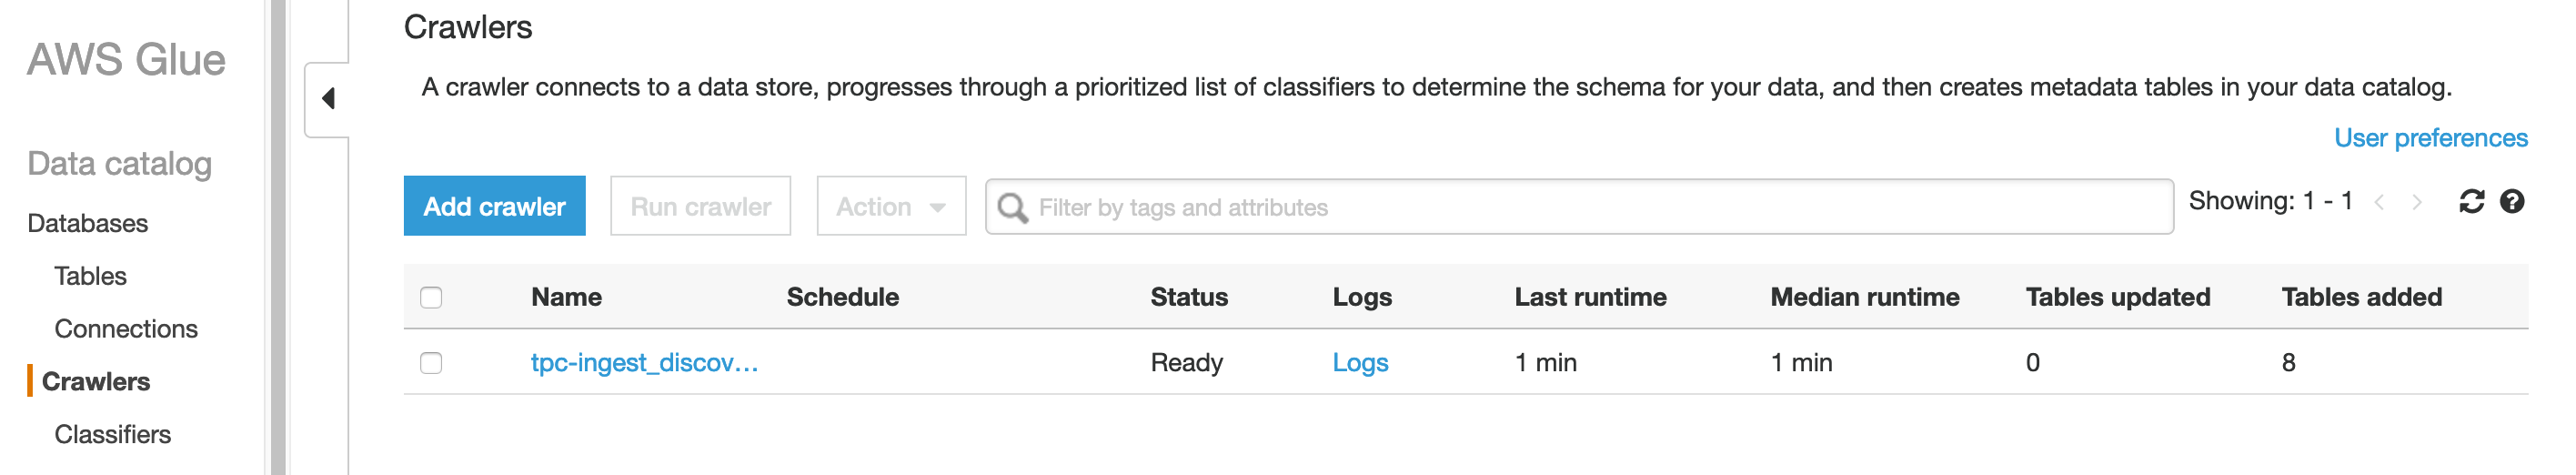 AWS Glue
Data catalog
Databases
Tables
Connections
Crawlers
Classifiers
Crawlers
A crawler connects to a data store, progresses through a prioritized list of classifiers to determine the schema for your data, and then creates metadata tables in your data catalog.
User preferences
Add crawler Run crawler Action Filter by tags and attributes Showing: 1 - 1
Name Schedule Status Logs Last runtime Median runtime Tables updated Tables added
tpc-ingest_discov... Ready Logs 1 min 1 min 0 8